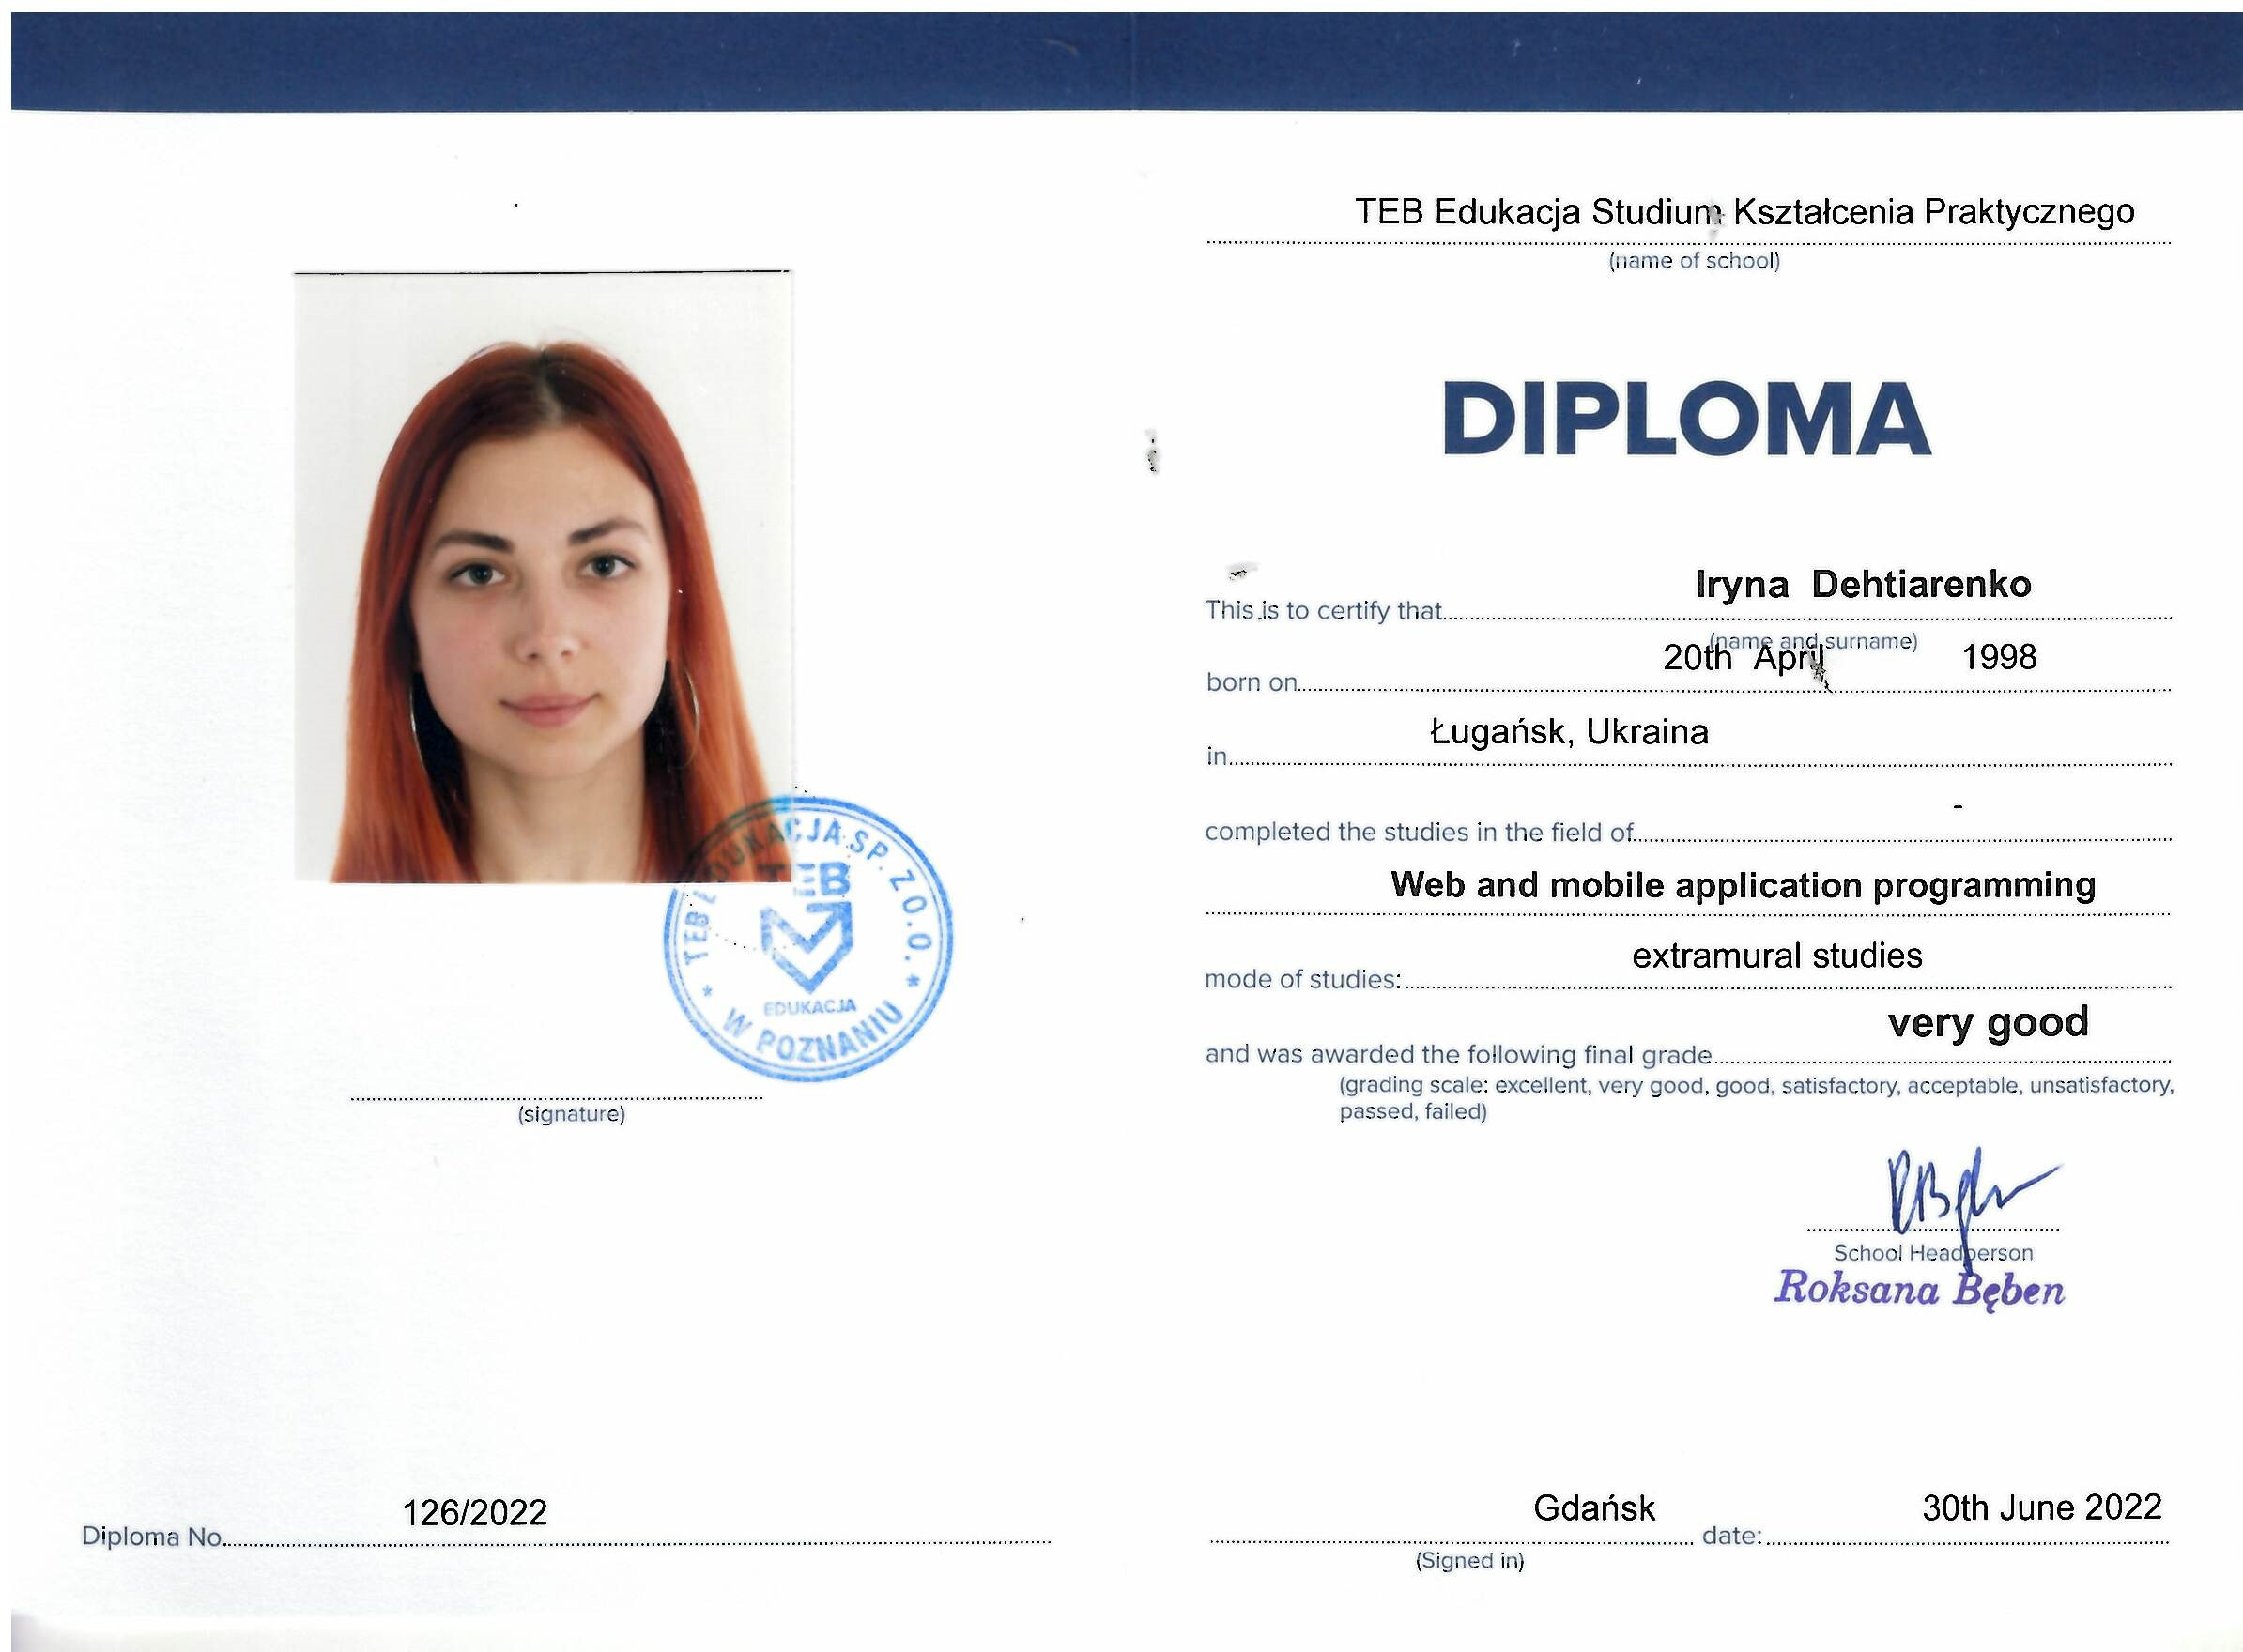 TEB EDUKACJA SP. Z O.O. * W POZNANIU *
TEB
EDUKACJA
(signature)
126/2022
Diploma No.
TEB Edukacja Studium Kształcenia Praktycznego
(name of school)
DIPLOMA
Iryna Dehtiarenko
This is to certify that
(name and surname)
20th April 1998
born on
Ługańsk, Ukraina
in
-
completed the studies in the field of
Web and mobile application programming
extramural studies
mode of studies:
very good
and was awarded the following final grade
(grading scale: excellent, very good, good, satisfactory, acceptable, unsatisfactory,
passed, failed)
School Headperson
Roksana Bęben
Gdańsk 30th June 2022
date:
(Signed in)